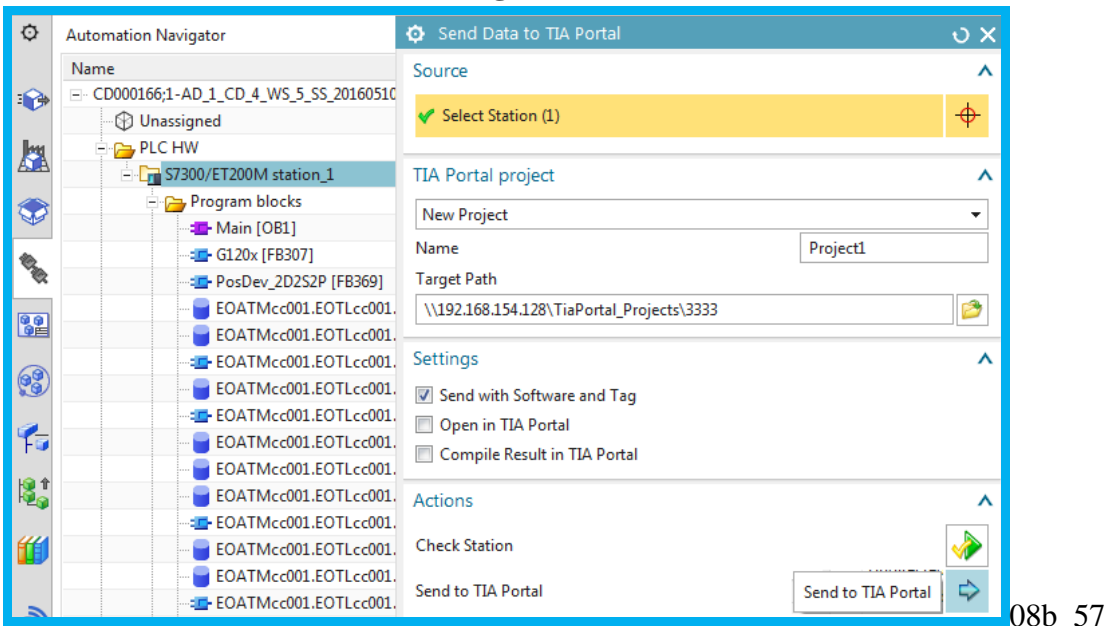 Automation Navigator
Name
CD000166;1-AD_1_CD_4_WS_5_SS_20160510
Unassigned
PLC HW
S7300/ET200M station_1
Program blocks
Main [OB1]
G120x [FB307]
PosDev_2D2S2P [FB369]
EOATMcc001.EOTLcc001.
EOATMcc001.EOTLcc001.
EOATMcc001.EOTLcc001.
EOATMcc001.EOTLcc001.
EOATMcc001.EOTLcc001.
EOATMcc001.EOTLcc001.
EOATMcc001.EOTLcc001.
EOATMcc001.EOTLcc001.
EOATMcc001.EOTLcc001.
EOATMcc001.EOTLcc001.
EOATMcc001.EOTLcc001.
EOATMcc001.EOTLcc001.
Send Data to TIA Portal
Source
Select Station (1)
TIA Portal project
New Project
Name
Project1
Target Path
\\192.168.154.128\TiaPortal_Projects\3333
Settings
Send with Software and Tag
Open in TIA Portal
Compile Result in TIA Portal
Actions
Check Station
Send to TIA Portal
Send to TIA Portal
08b_57